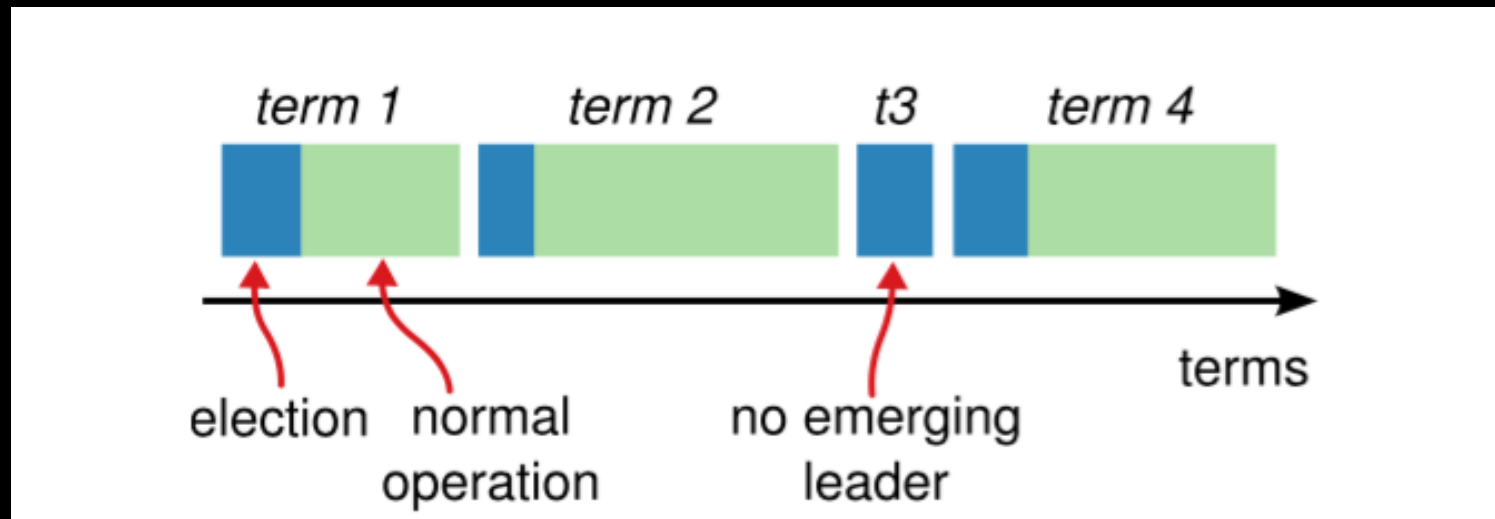 term 1 term 2 t3 term 4
terms
election normal no emerging
operation leader